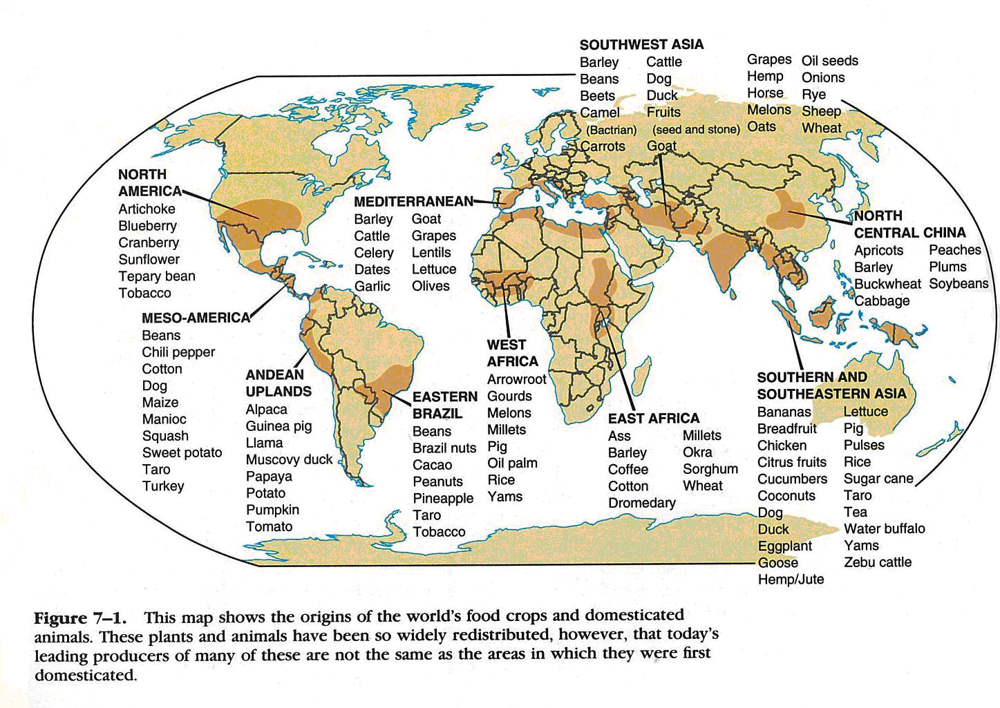 SOUTHWEST ASIA
Barley
Beans
Beets
Camel
(Bactrian)
Carrots
Cattle
Dog
Duck
Fruits
(seed and stone)
Goat
Grapes
Hemp
Horse
Melons
Oats
Oil seeds
Onions
Rye
Sheep
Wheat
NORTH
AMERICA
Artichoke
Blueberry
Cranberry
Sunflower
Tepary bean
Tobacco
MEDITERRANEAN
Barley
Cattle
Celery
Dates
Garlic
Goat
Grapes
Lentils
Lettuce
Olives
NORTH
CENTRAL CHINA
Apricots
Barley
Buckwheat
Cabbage
Peaches
Plums
Soybeans
MESO-AMERICA
Beans
Chili pepper
Cotton
Dog
Maize
Manioc
Squash
Sweet potato
Taro
Turkey
ANDEAN
UPLANDS
Alpaca
Guinea pig
Llama
Muscovy duck
Papaya
Potato
Pumpkin
Tomato
EASTERN
BRAZIL
Beans
Brazil nuts
Cacao
Peanuts
Pineapple
Taro
Tobacco
WEST
AFRICA
Arrowroot
Gourds
Melons
Millets
Pig
Oil palm
Rice
Yams
EAST AFRICA
Ass
Barley
Coffee
Cotton
Dromedary
Millets
Okra
Sorghum
Wheat
SOUTHERN AND
SOUTHEASTERN ASIA
Bananas
Breadfruit
Chicken
Citrus fruits
Cucumbers
Coconuts
Dog
Duck
Eggplant
Goose
Hemp/Jute
Lettuce
Pig
Pulses
Rice
Sugar cane
Taro
Tea
Water buffalo
Yams
Zebu cattle
Figure 7–1. This map shows the origins of the world's food crops and domesticated
animals. These plants and animals have been so widely redistributed, however, that today's
leading producers of many of these are not the same as the areas in which they were first
domesticated.